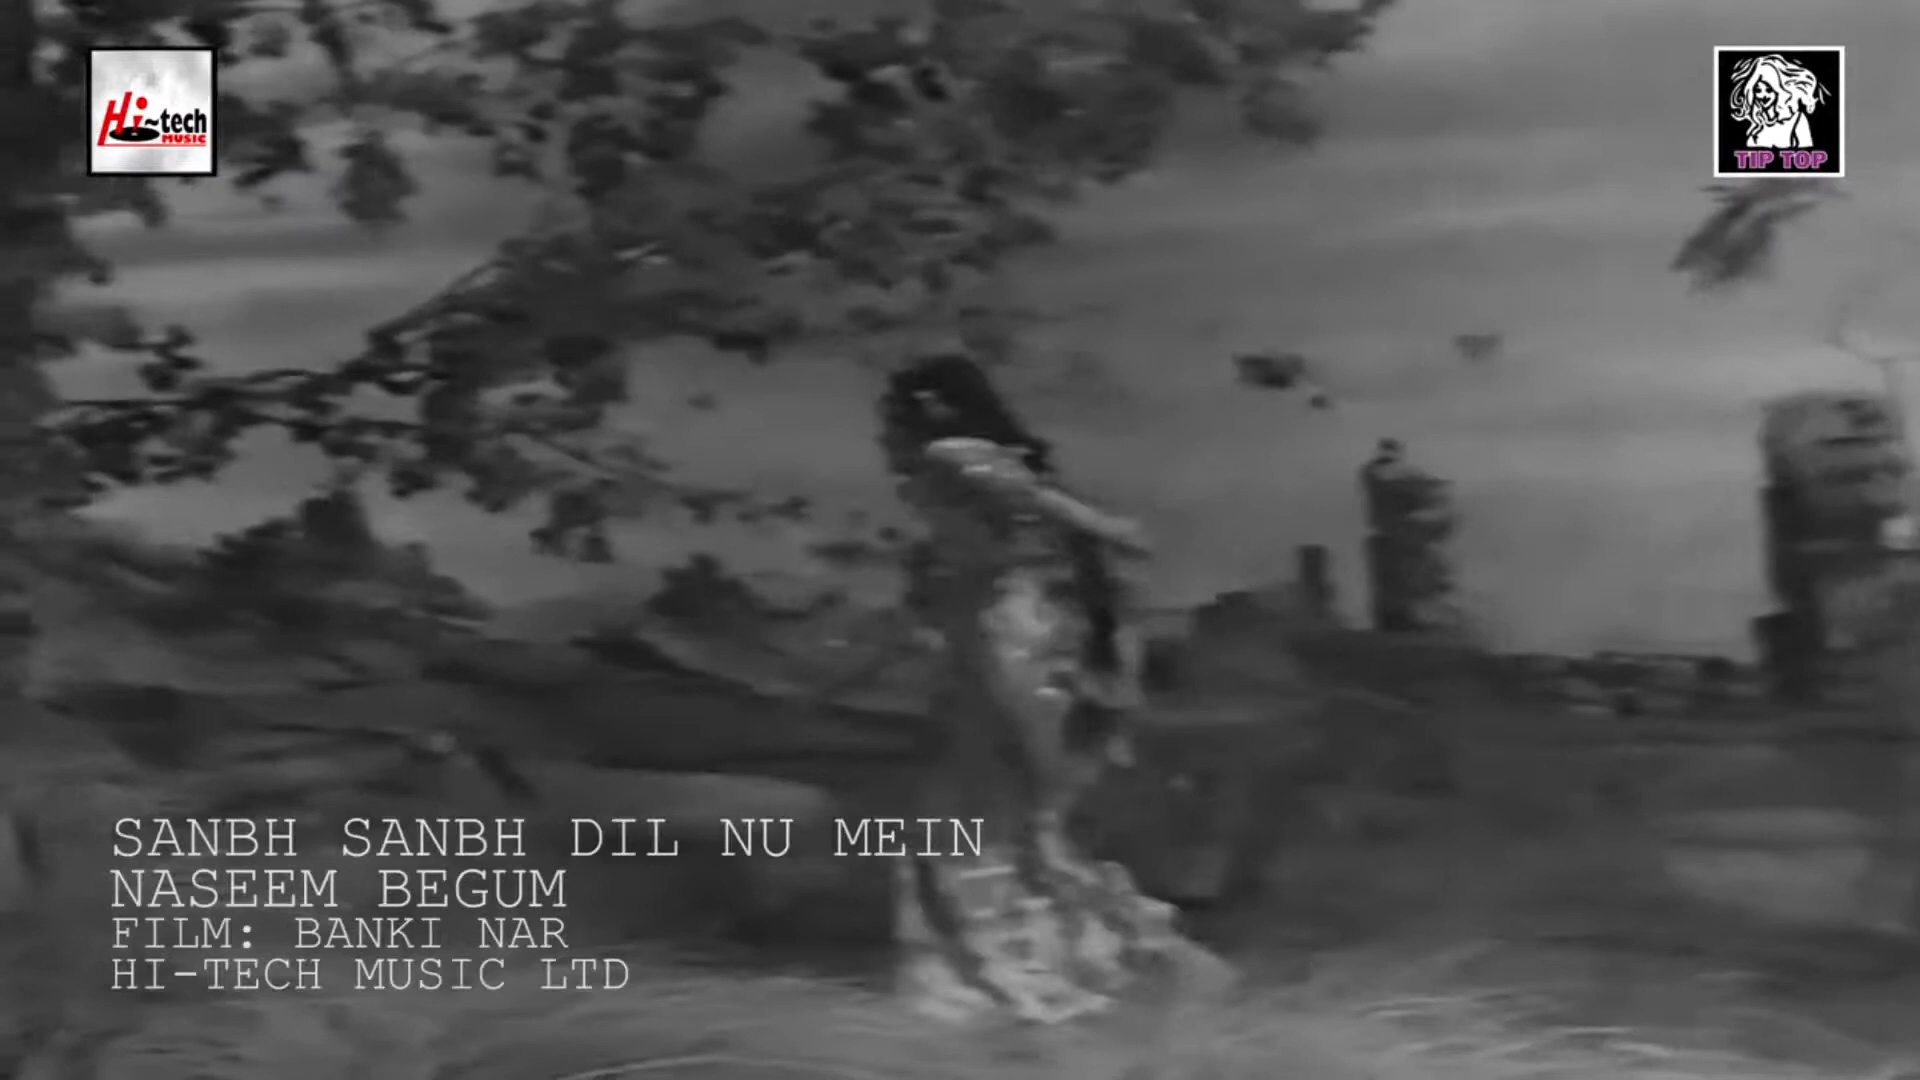 Hi~tech
MUSIC
TIP TOP
SANBH SANBH DIL NU MEIN
NASEEM BEGUM
FILM: BANKI NAR
HI-TECH MUSIC LTD